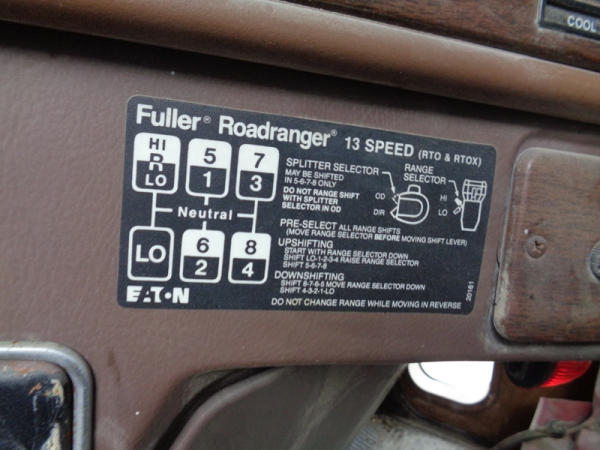 COOL
Fuller® Roadranger® 13 SPEED (RTO & RTOX)
HI
R
LO
5
1
7
3
Neutral
LO
6
2
8
4
SPLITTER SELECTOR
MAY BE SHIFTED
IN 5-6-7-8 ONLY
DO NOT RANGE SHIFT
WITH SPLITTER
SELECTOR IN OD
OD
DIR
RANGE
SELECTOR
HI
LO
PRE-SELECT ALL RANGE SHIFTS
(MOVE RANGE SELECTOR BEFORE MOVING SHIFT LEVER)
UPSHIFTING
START WITH RANGE SELECTOR DOWN
SHIFT LO-1-2-3-4 RAISE RANGE SELECTOR
SHIFT 5-6-7-8
DOWNSHIFTING
SHIFT 8-7-6-5 MOVE RANGE SELECTOR DOWN
SHIFT 4-3-2-1-LO
EATON
DO NOT CHANGE RANGE WHILE MOVING IN REVERSE
20161